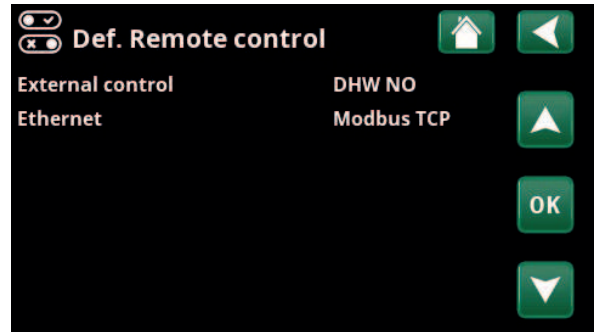 Def. Remote control
External control DHW NO
Ethernet Modbus TCP
OK